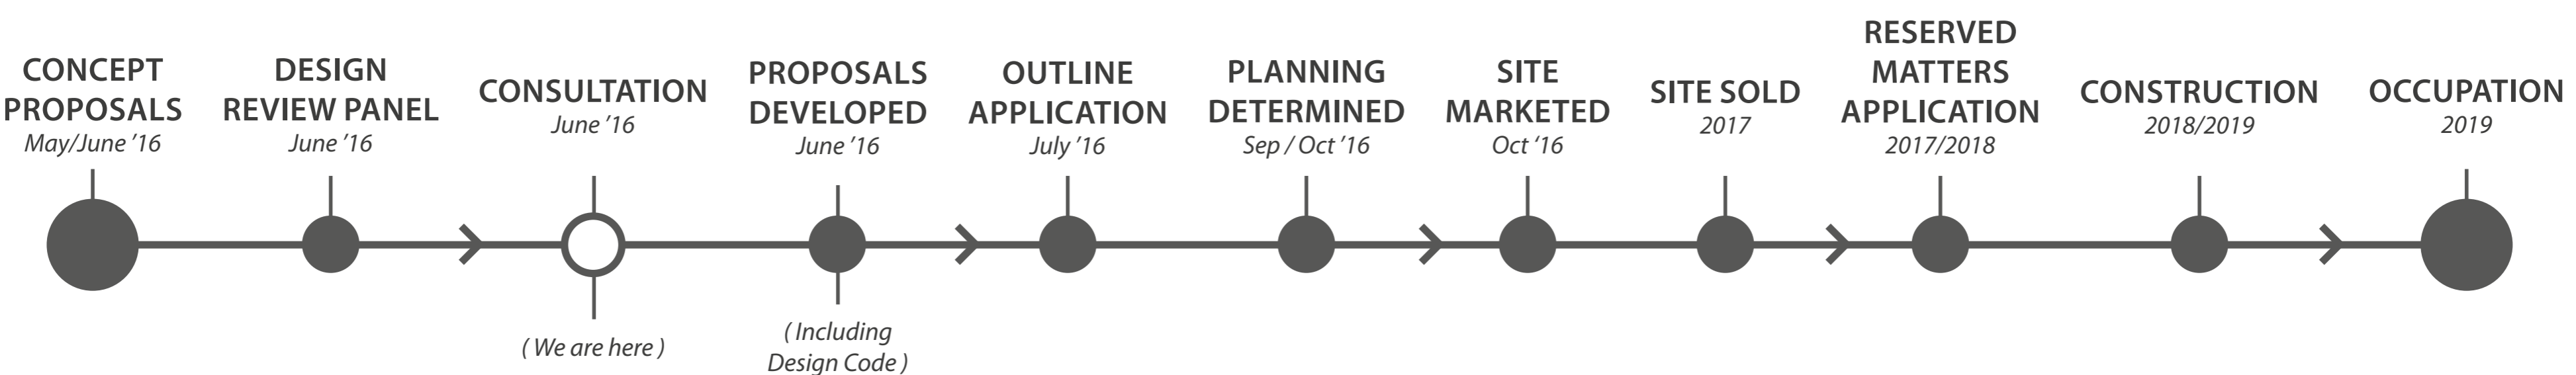 CONCEPT
PROPOSALS
May/June ’16
DESIGN
REVIEW PANEL
June ’16
CONSULTATION
June ’16
( We are here )
PROPOSALS
DEVELOPED
June ’16
( Including
Design Code )
OUTLINE
APPLICATION
July ’16
PLANNING
DETERMINED
Sep / Oct ’16
SITE
MARKETED
Oct ‘16
SITE SOLD
2017
RESERVED
MATTERS
APPLICATION
2017/2018
CONSTRUCTION
2018/2019
OCCUPATION
2019